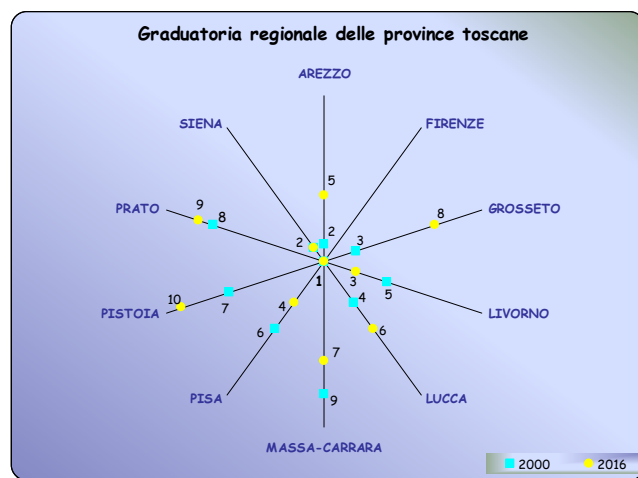 Graduatoria regionale delle province toscane
AREZZO
SIENA
FIRENZE
5
PRATO
9
8
8
GROSSETO
2
2
3
1
3
PISTOIA
10
7
4
4
5
LIVORNO
6
6
7
PISA
9
LUCCA
MASSA-CARRARA
2000
2016